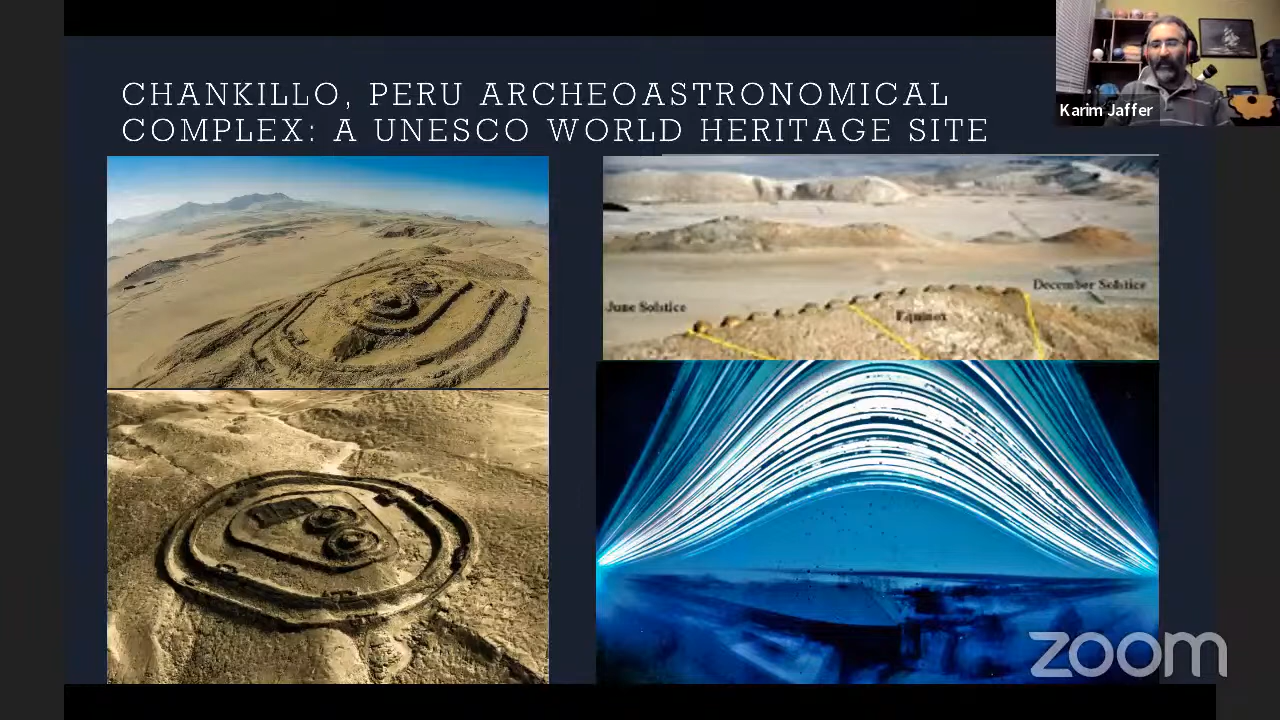 CHANKILLO, PERU ARCHEOASTRONOMICAL
COMPLEX: A UNESCO WORLD HERITAGE SITE
Karim Jaffer
December Solstice
June Solstice
Equinox
zoom